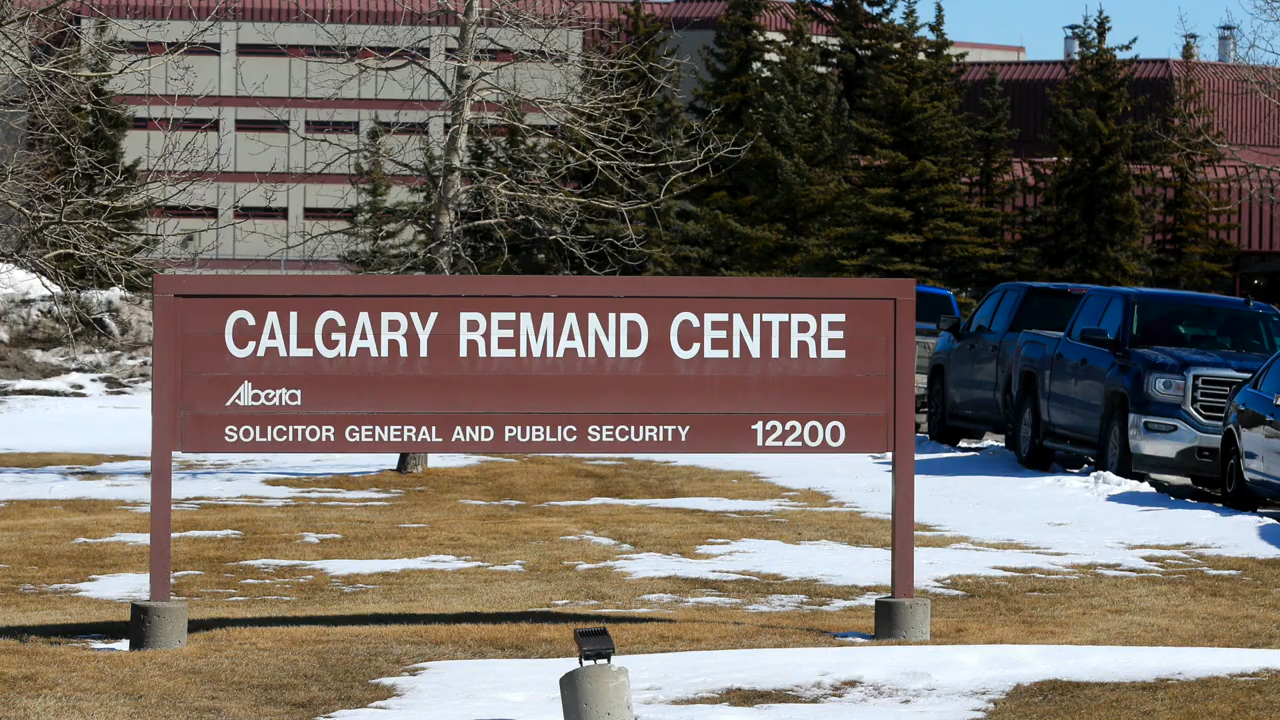 CALGARY REMAND CENTRE
Alberta
SOLICITOR GENERAL AND PUBLIC SECURITY 12200